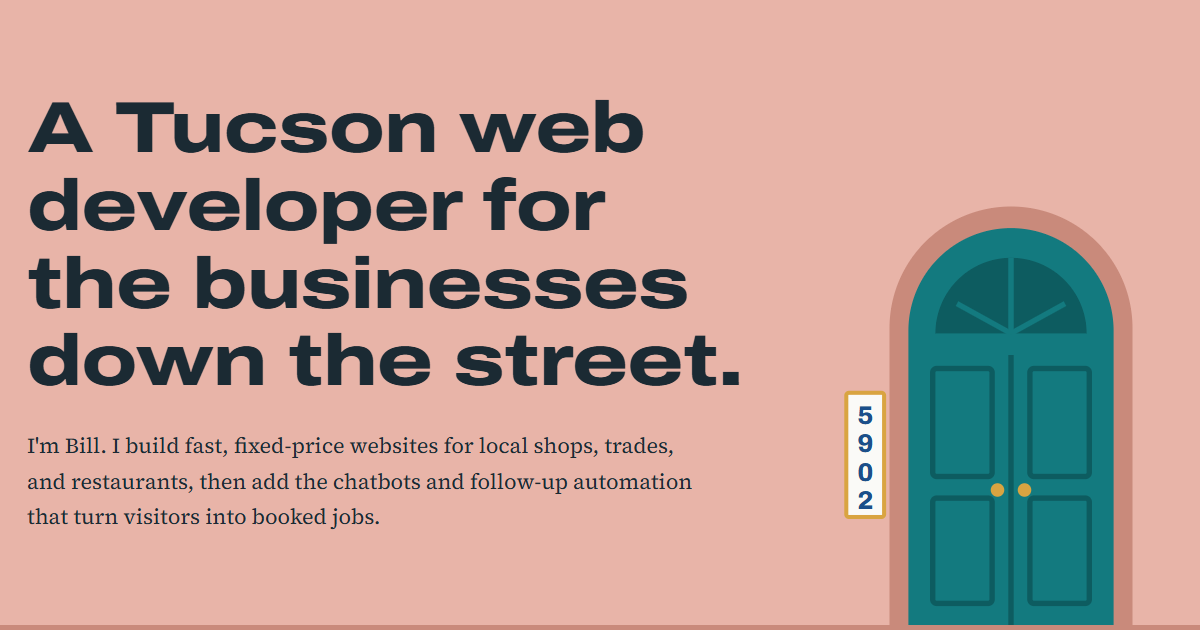 A Tucson web
developer for
the businesses
down the street.
I'm Bill. I build fast, fixed-price websites for local shops, trades,
and restaurants, then add the chatbots and follow-up automation
that turn visitors into booked jobs.
5
9
0
2